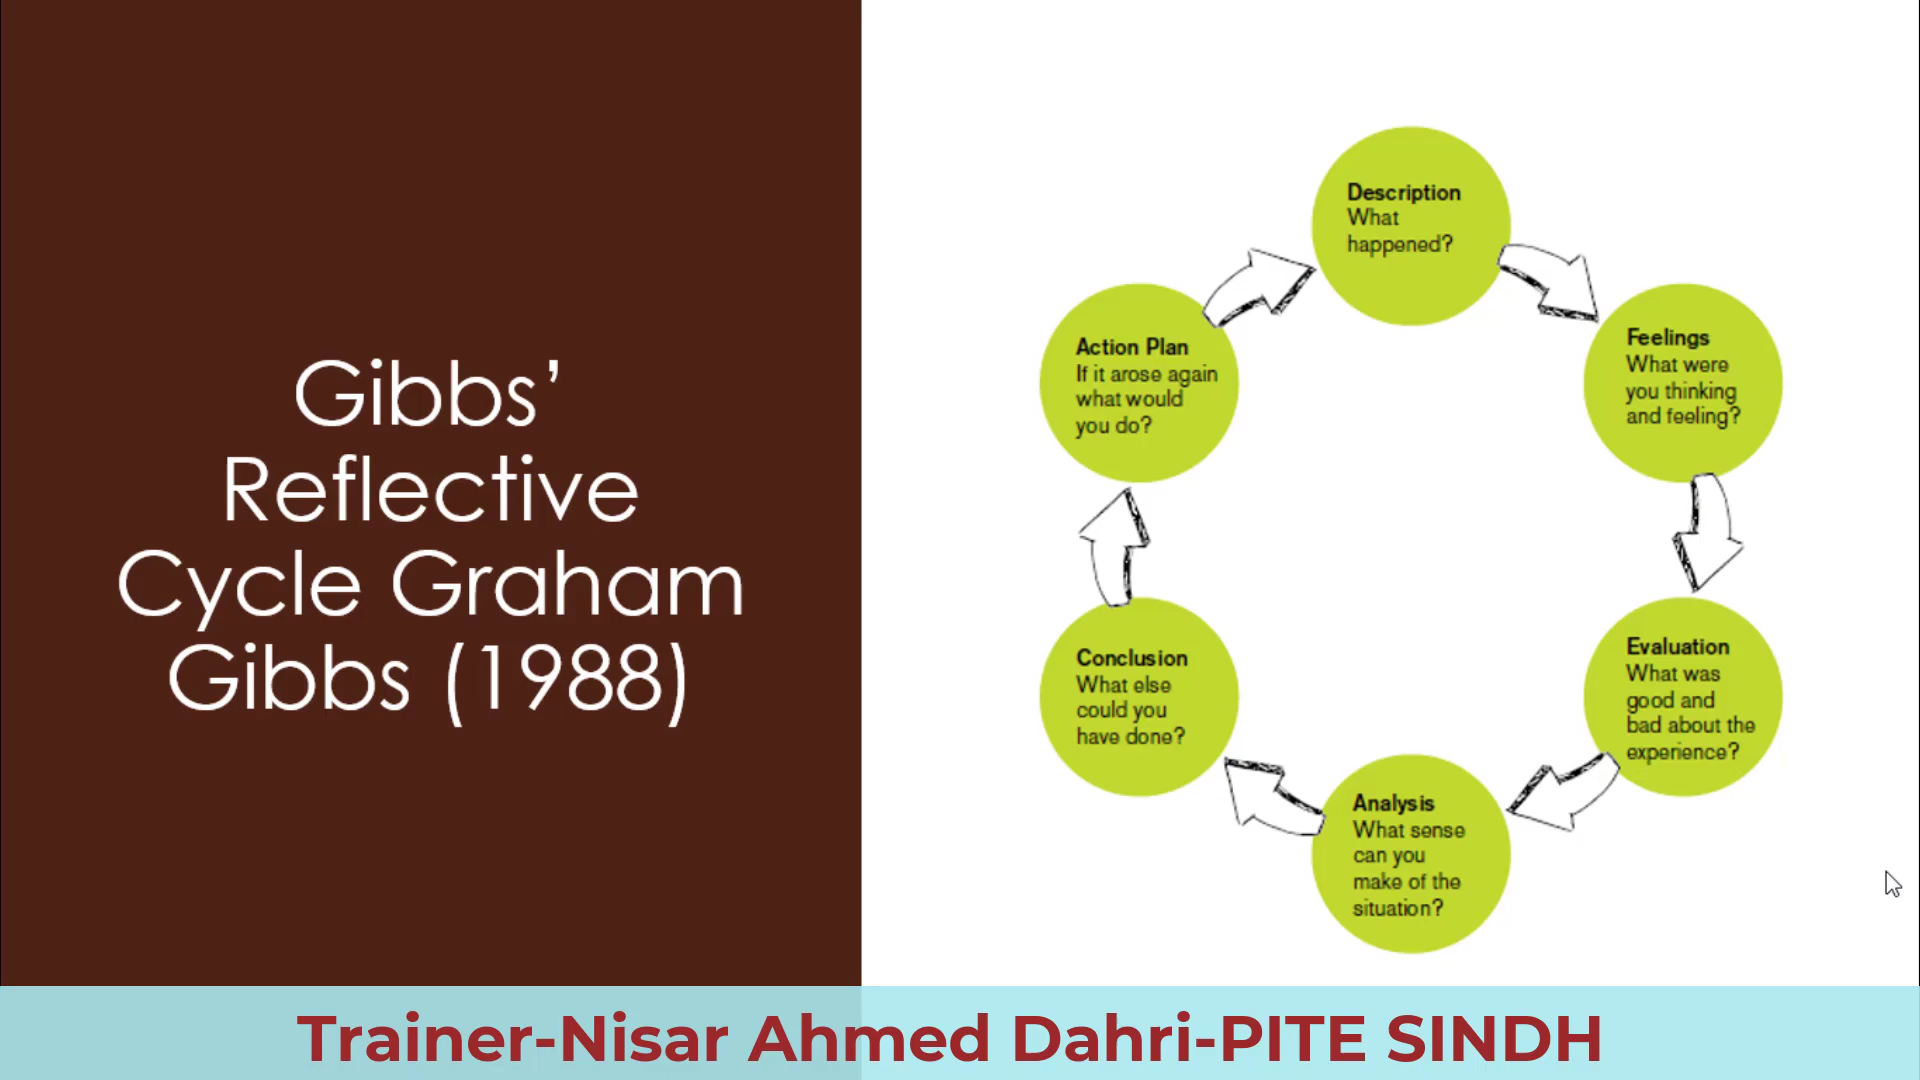 Gibbs’
Reflective
Cycle Graham
Gibbs (1988)
Description
What
happened?
Feelings
What were
you thinking
and feeling?
Evaluation
What was
good and
bad about the
experience?
Analysis
What sense
can you
make of the
situation?
Conclusion
What else
could you
have done?
Action Plan
If it arose again
what would
you do?
Trainer-Nisar Ahmed Dahri-PITE SINDH